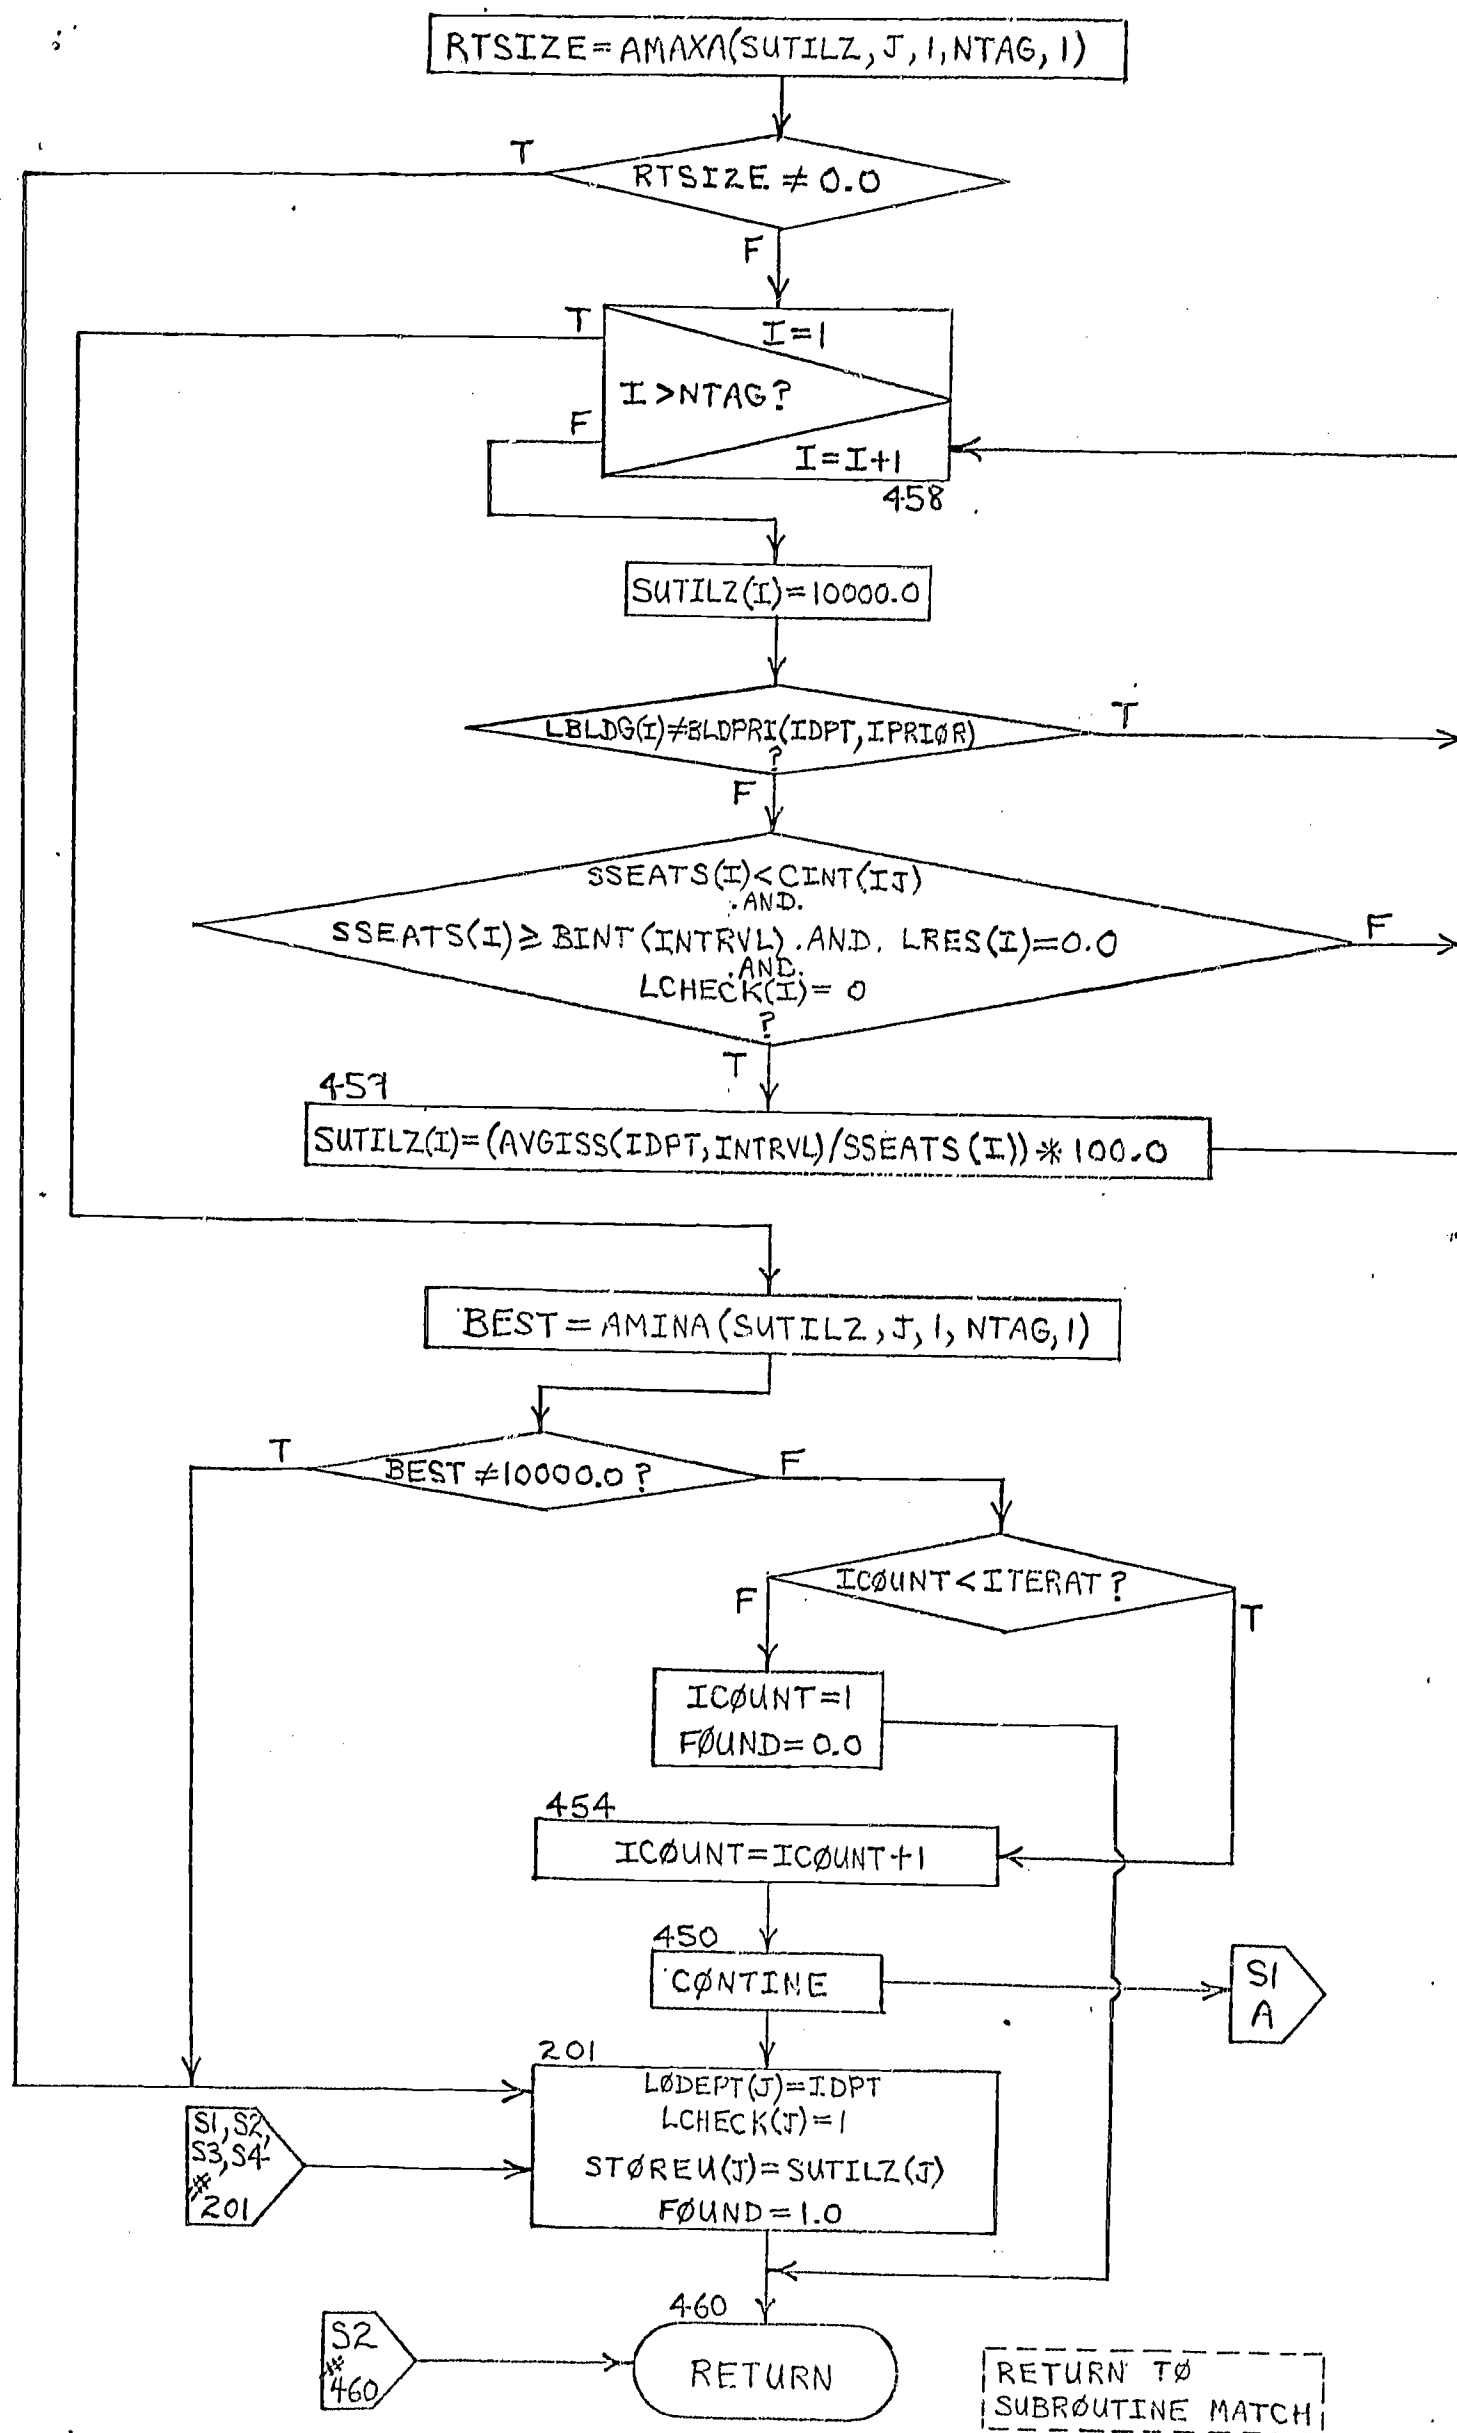 RTSIZE=AMAXA(SUTILZ,J,1,NTAG,1)
T
RTSIZE ≠ 0.0
F
T
I=1
I>NTAG?
F
I=I+1
458
SUTILZ(I)=10000.0
LBLDG(I)≠BLDPRI(IDPT,IPRIØR)
T
?
F
SSEATS(I)<CINT(IJ)
.AND.
F
SSEATS(I)≥BINT(INTRVL).AND. LRES(I)=0.0
.AND.
LCHECK(I)= 0
?
T
457
SUTILZ(I)=(AVGISS(IDPT,INTRVL)/SSEATS(I))*100.0
BEST=AMINA(SUTILZ,J,1,NTAG,1)
T
BEST≠10000.0?
F
ICØUNT<ITERAT?
F
T
ICØUNT=1
FØUND=0.0
454
ICØUNT=ICØUNT+1
450
CØNTINE
S1
A
201
LØDEPT(J)=IDPT
LCHECK(J)=1
STØREU(J)=SUTILZ(J)
FØUND=1.0
S1,S2,
S3,S4
#
201
460
S2
#
460
RETURN
RETURN TØ
SUBRØUTINE MATCH